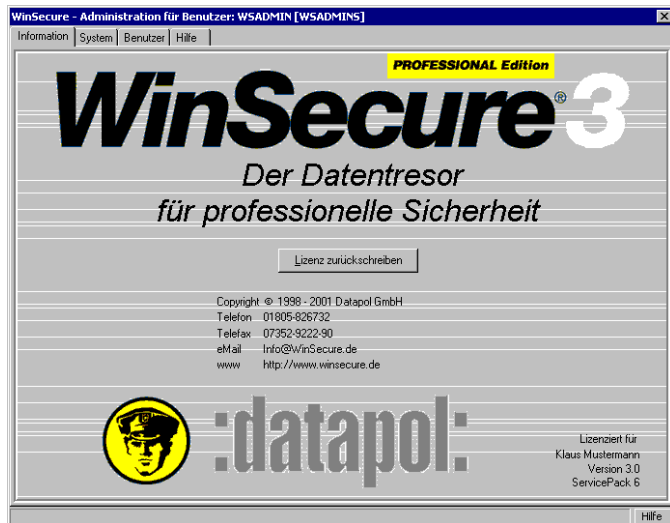 WinSecure - Administration für Benutzer: WSADMIN [WSADMINS]
Information System Benutzer Hilfe
PROFESSIONAL Edition
WinSecure® 3
Der Datentresor
für professionelle Sicherheit
Lizenz zurückschreiben
Copyright © 1998 - 2001 Datapol GmbH
Telefon 01805-826732
Telefax 07352-9222-90
eMail Info@WinSecure.de
www http://www.winsecure.de
:datapol:
Lizenziert für
Klaus Mustermann
Version 3.0
ServicePack 6
Hilfe